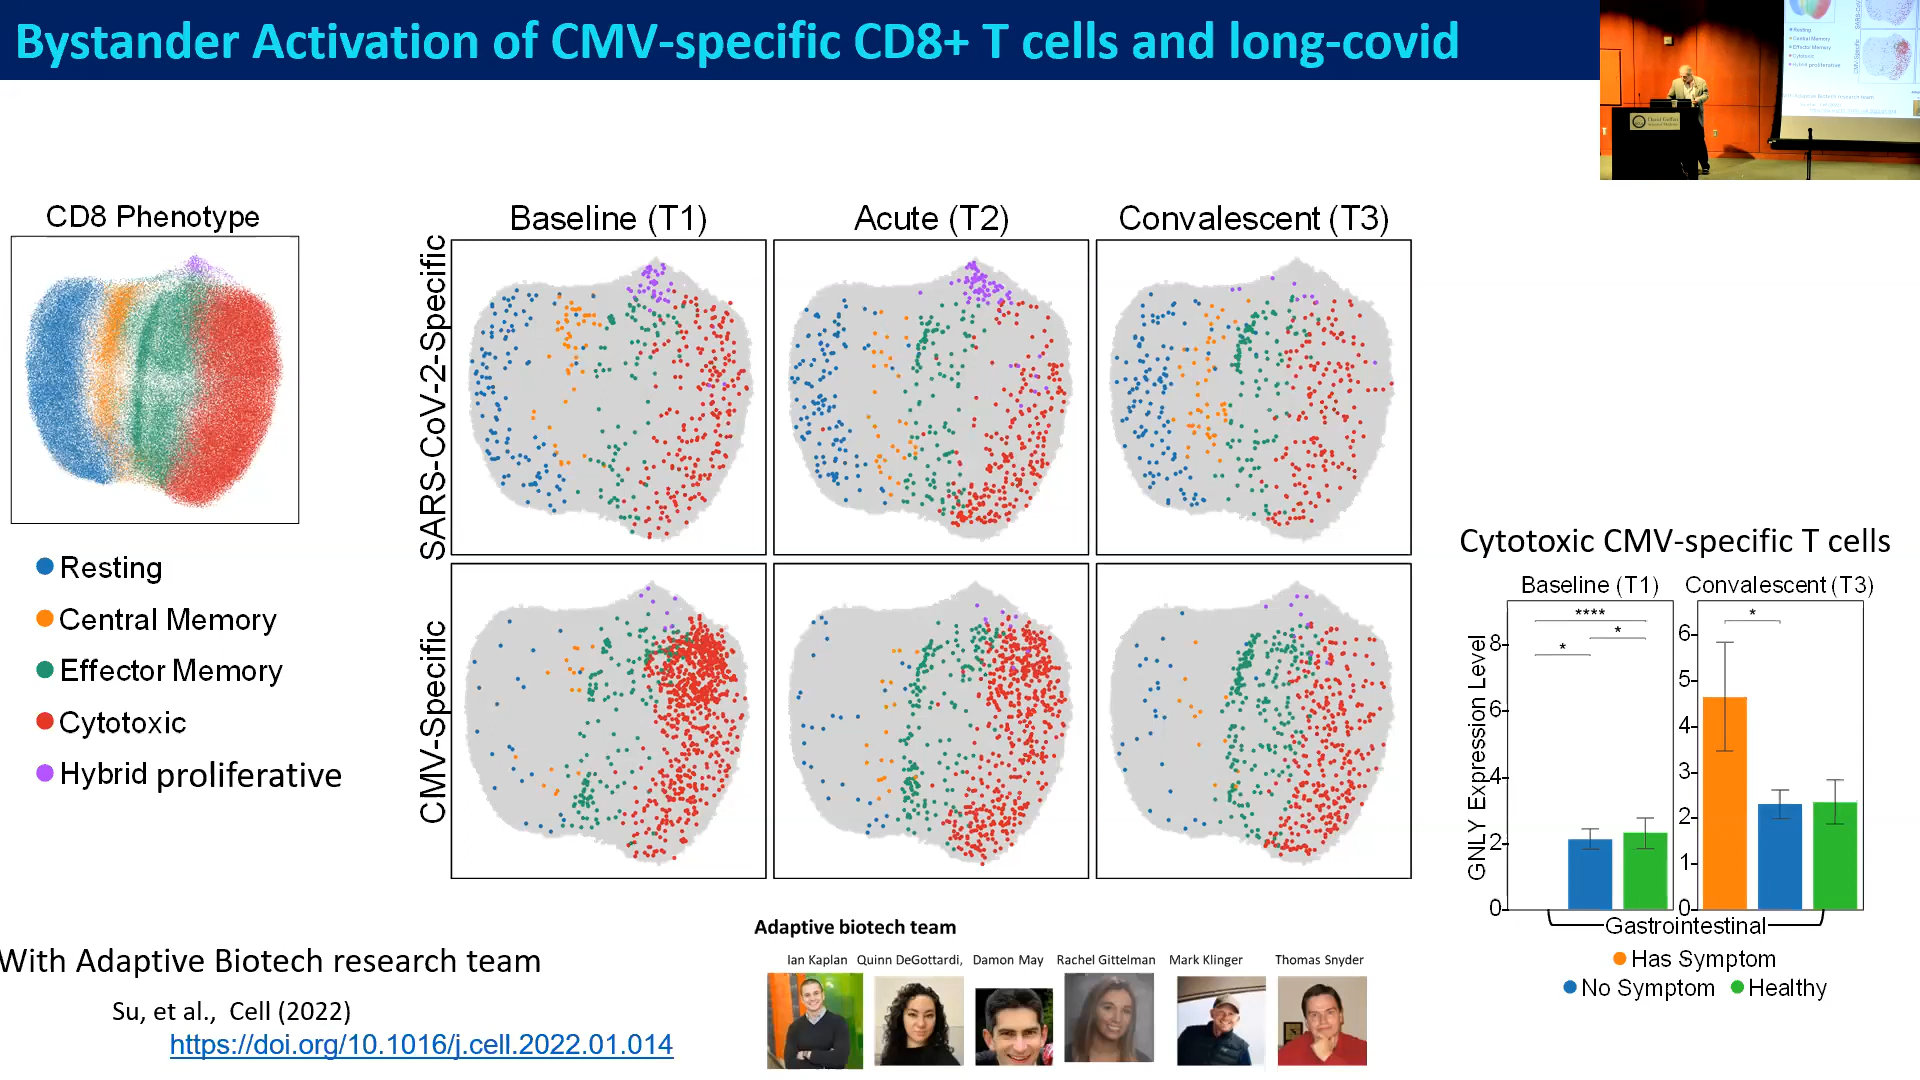 Bystander Activation of CMV-specific CD8+ T cells and long-covid
CD8 Phenotype
Resting
Central Memory
Effector Memory
Cytotoxic
Hybrid proliferative
Baseline (T1)
Acute (T2)
Convalescent (T3)
SARS-CoV-2-Specific
CMV-Specific
Cytotoxic CMV-specific T cells
Baseline (T1)
Convalescent (T3)
GNLY Expression Level
8
6
4
2
0
****
*
*
6
5
4
3
2
1
0
*
Gastrointestinal
Has Symptom
No Symptom
Healthy
With Adaptive Biotech research team
Su, et al., Cell (2022)
https://doi.org/10.1016/j.cell.2022.01.014
Adaptive biotech team
Ian Kaplan
Quinn DeGottardi,
Damon May
Rachel Gittelman
Mark Klinger
Thomas Snyder